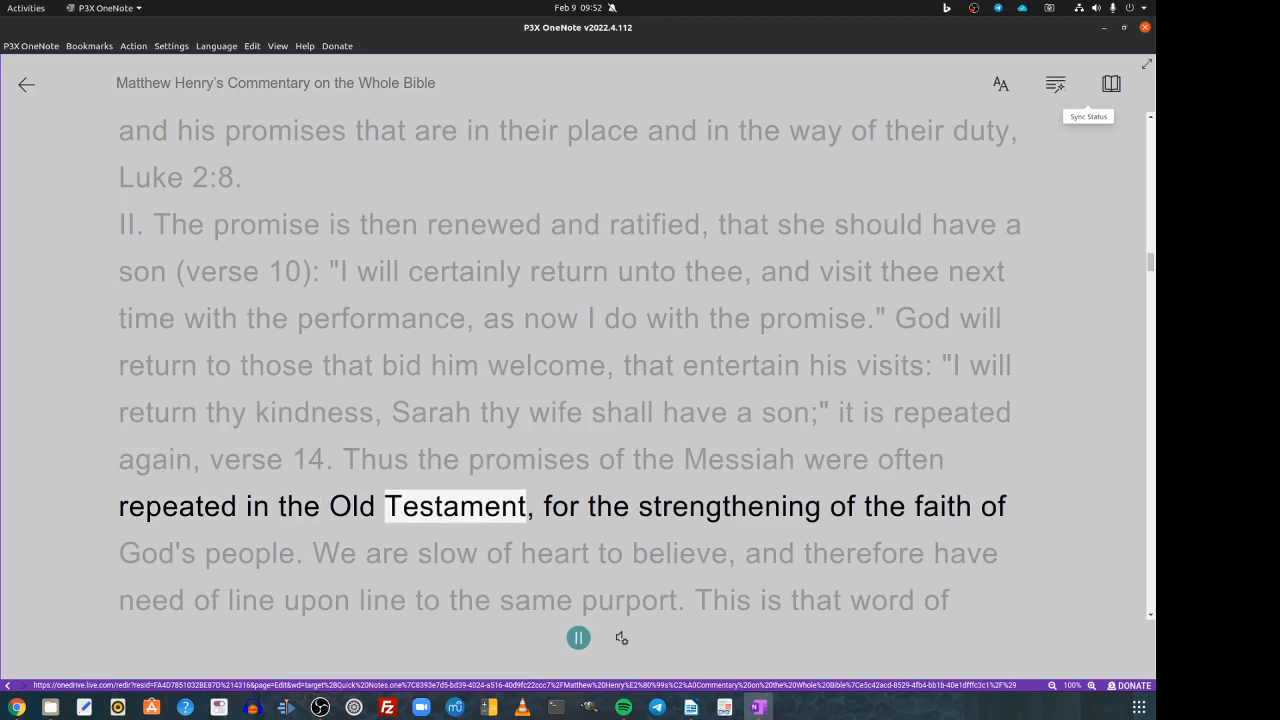 Activities
P3X OneNote
Feb 9 09:52
P3X OneNote v2022.4.112
P3X OneNote Bookmarks Action Settings Language Edit View Help Donate
Matthew Henry's Commentary on the Whole Bible
Sync Status
and his promises that are in their place and in the way of their duty,
Luke 2:8.
II. The promise is then renewed and ratified, that she should have a
son (verse 10): "I will certainly return unto thee, and visit thee next
time with the performance, as now I do with the promise." God will
return to those that bid him welcome, that entertain his visits: "I will
return thy kindness, Sarah thy wife shall have a son;" it is repeated
again, verse 14. Thus the promises of the Messiah were often
repeated in the Old Testament, for the strengthening of the faith of
God's people. We are slow of heart to believe, and therefore have
need of line upon line to the same purport. This is that word of
100%
DONATE